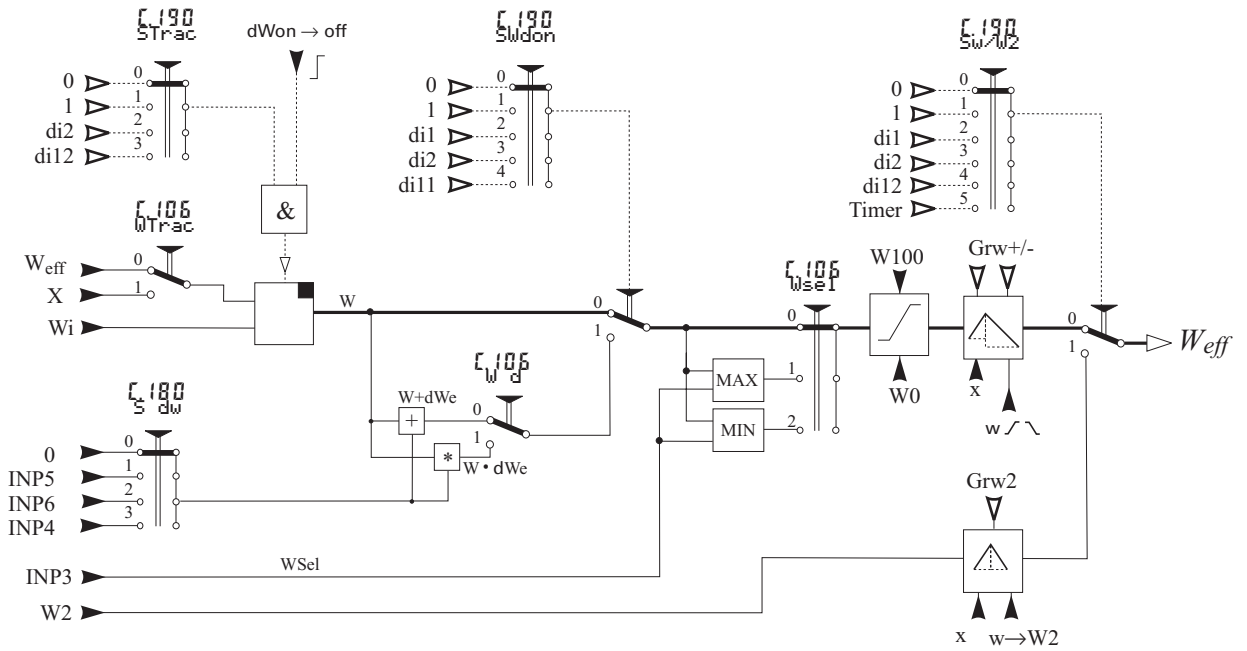 C.190
STrac
dWon → off
C.190
SWdon
C.190
Sw/W2
0
0
1
1
di2
2
di12
3
0
0
1
1
di1
2
di2
3
di11
4
0
0
1
1
di1
2
di2
3
di12
4
Timer
5
&
C.106
WTrac
Weff
0
X
1
Wi
W
0
1
C.106
Wsel
0
1
2
W100
W0
Grw+/-
x
w
0
1
Weff
MAX
MIN
C.180
S dw
0
0
INP5
1
INP6
2
INP4
3
W+dWe
+
*
W · dWe
C.106
W d
0
1
INP3
WSel
W2
Grw2
x
w→W2